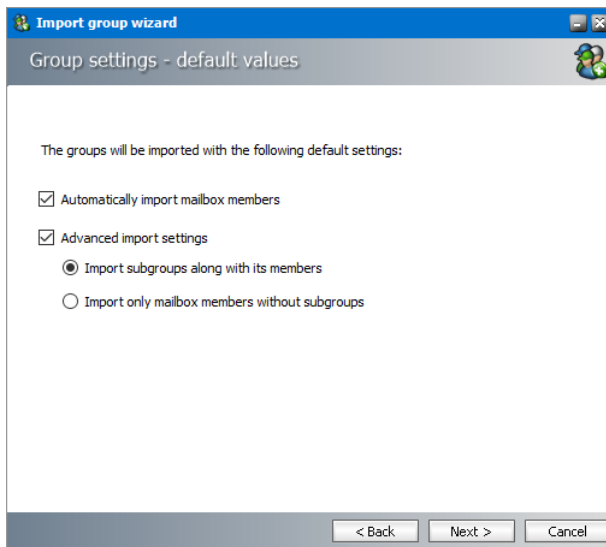 Import group wizard
Group settings - default values
The groups will be imported with the following default settings:
Automatically import mailbox members
Advanced import settings
Import subgroups along with its members
Import only mailbox members without subgroups
< Back
Next >
Cancel